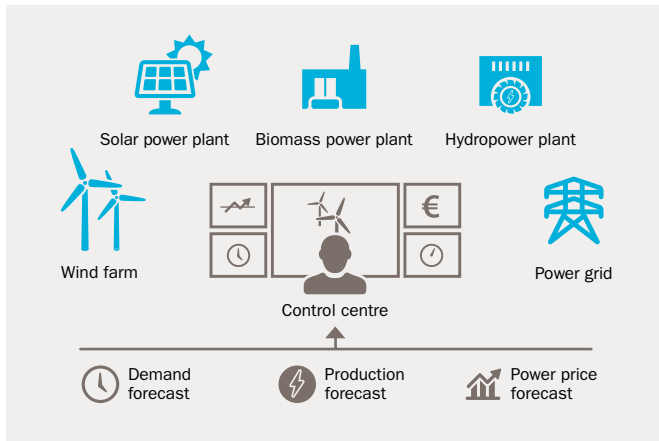 Solar power plant
Biomass power plant
Hydropower plant
€
Wind farm
Power grid
Control centre
Demand
forecast
Production
forecast
Power price
forecast